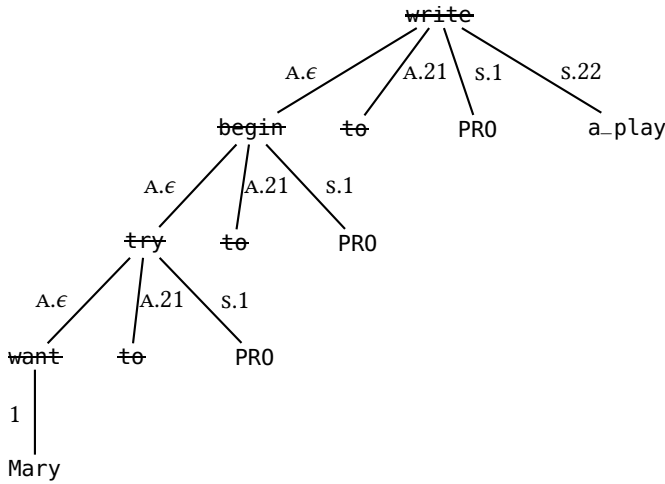 write
A.ϵ A.21 S.1 S.22
begin to PRO a_play
A.ϵ A.21 S.1
try to PRO
A.ϵ A.21 S.1
want to PRO
1
Mary